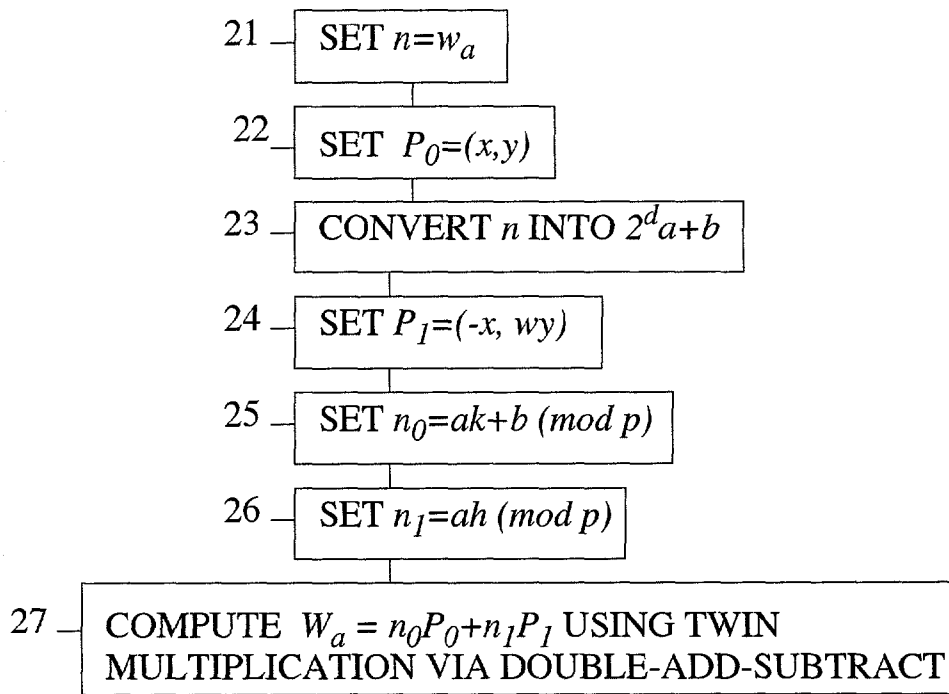 21 SET n=w_a
22 SET P_0=(x,y)
23 CONVERT n INTO 2^d a+b
24 SET P_1=(-x, wy)
25 SET n_0=ak+b (mod p)
26 SET n_1=ah (mod p)
27 COMPUTE W_a = n_0P_0+n_1P_1 USING TWIN
MULTIPLICATION VIA DOUBLE-ADD-SUBTRACT